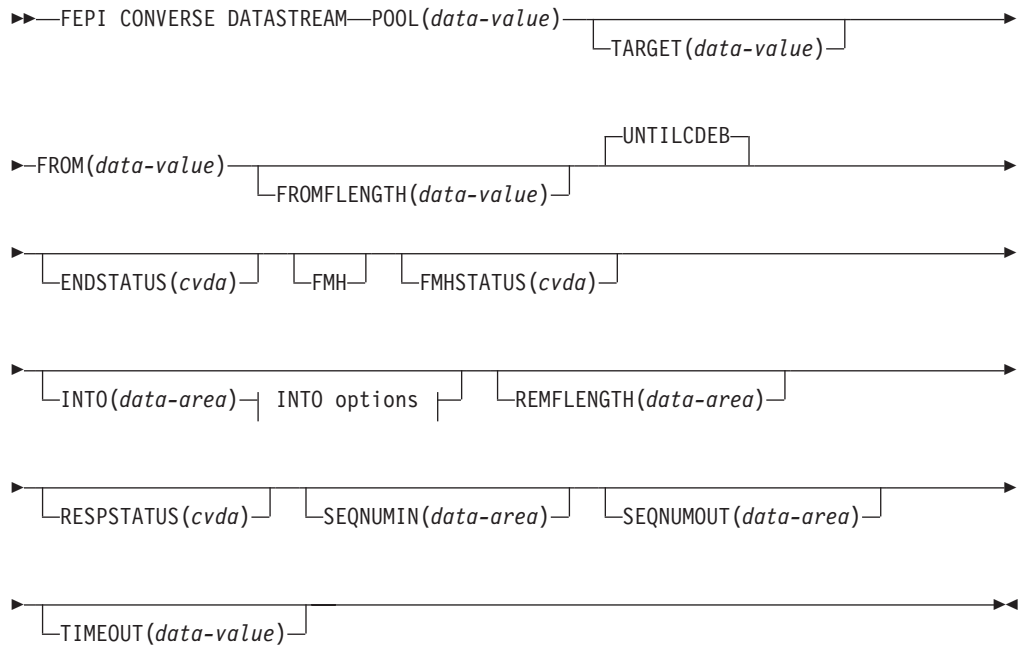 FEPI CONVERSE DATASTREAM POOL(data-value)
TARGET(data-value)
UNTILCDEB
FROM(data-value)
FROMFLENGTH(data-value)
ENDSTATUS(cvda) FMH FMHSTATUS(cvda)
INTO(data-area) INTO options REMFLENGTH(data-area)
RESPSTATUS(cvda) SEQNUMIN(data-area) SEQNUMOUT(data-area)
TIMEOUT(data-value)